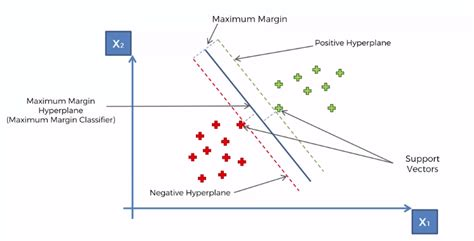 Maximum Margin
X₂
Positive Hyperplane
Maximum Margin
Hyperplane
(Maximum Margin Classifier)
Support
Vectors
Negative Hyperplane
X₁